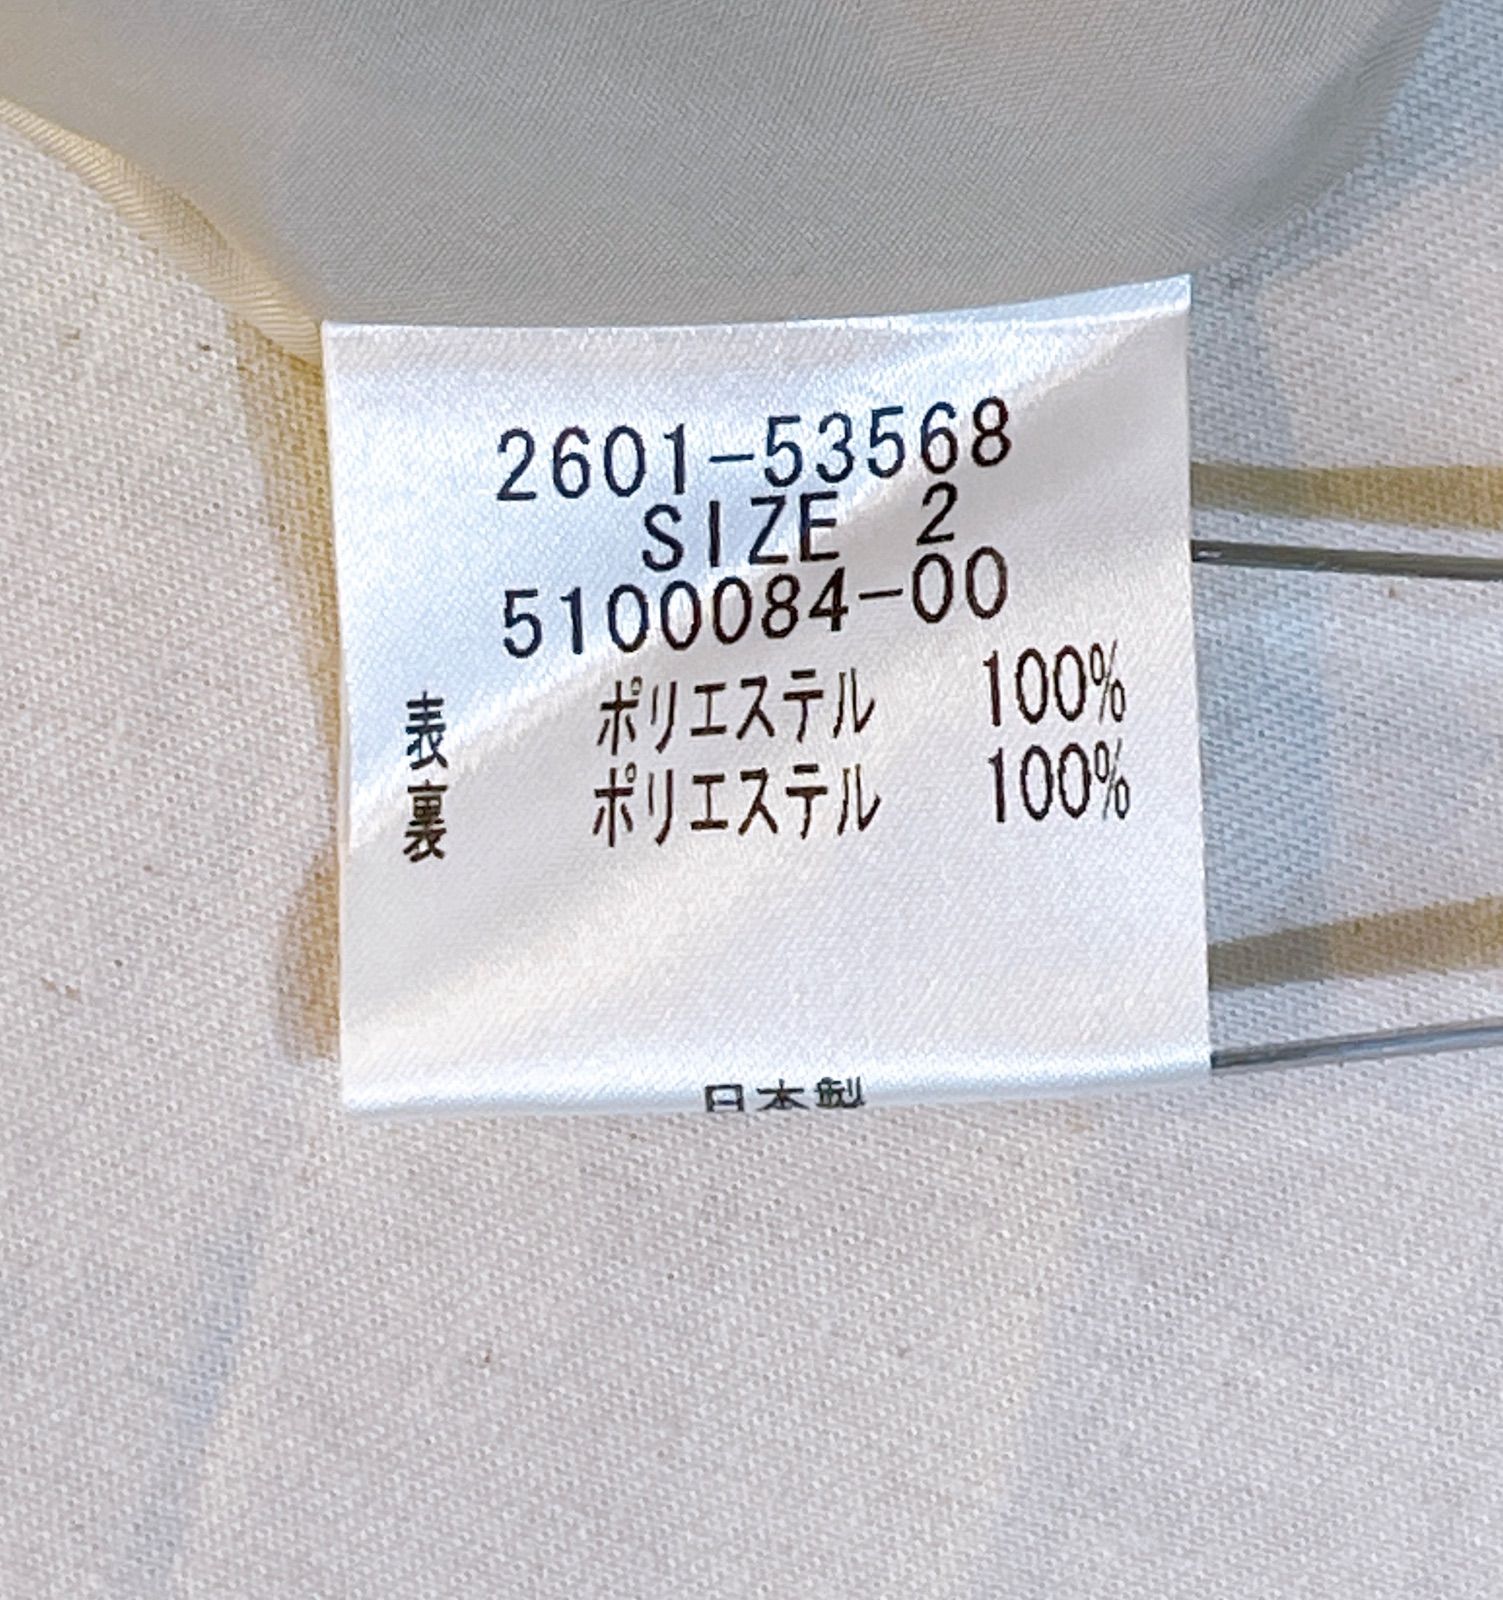 2601-53568
SIZE 2
5100084-00
表 ポリエステル 100%
裏 ポリエステル 100%
日本製